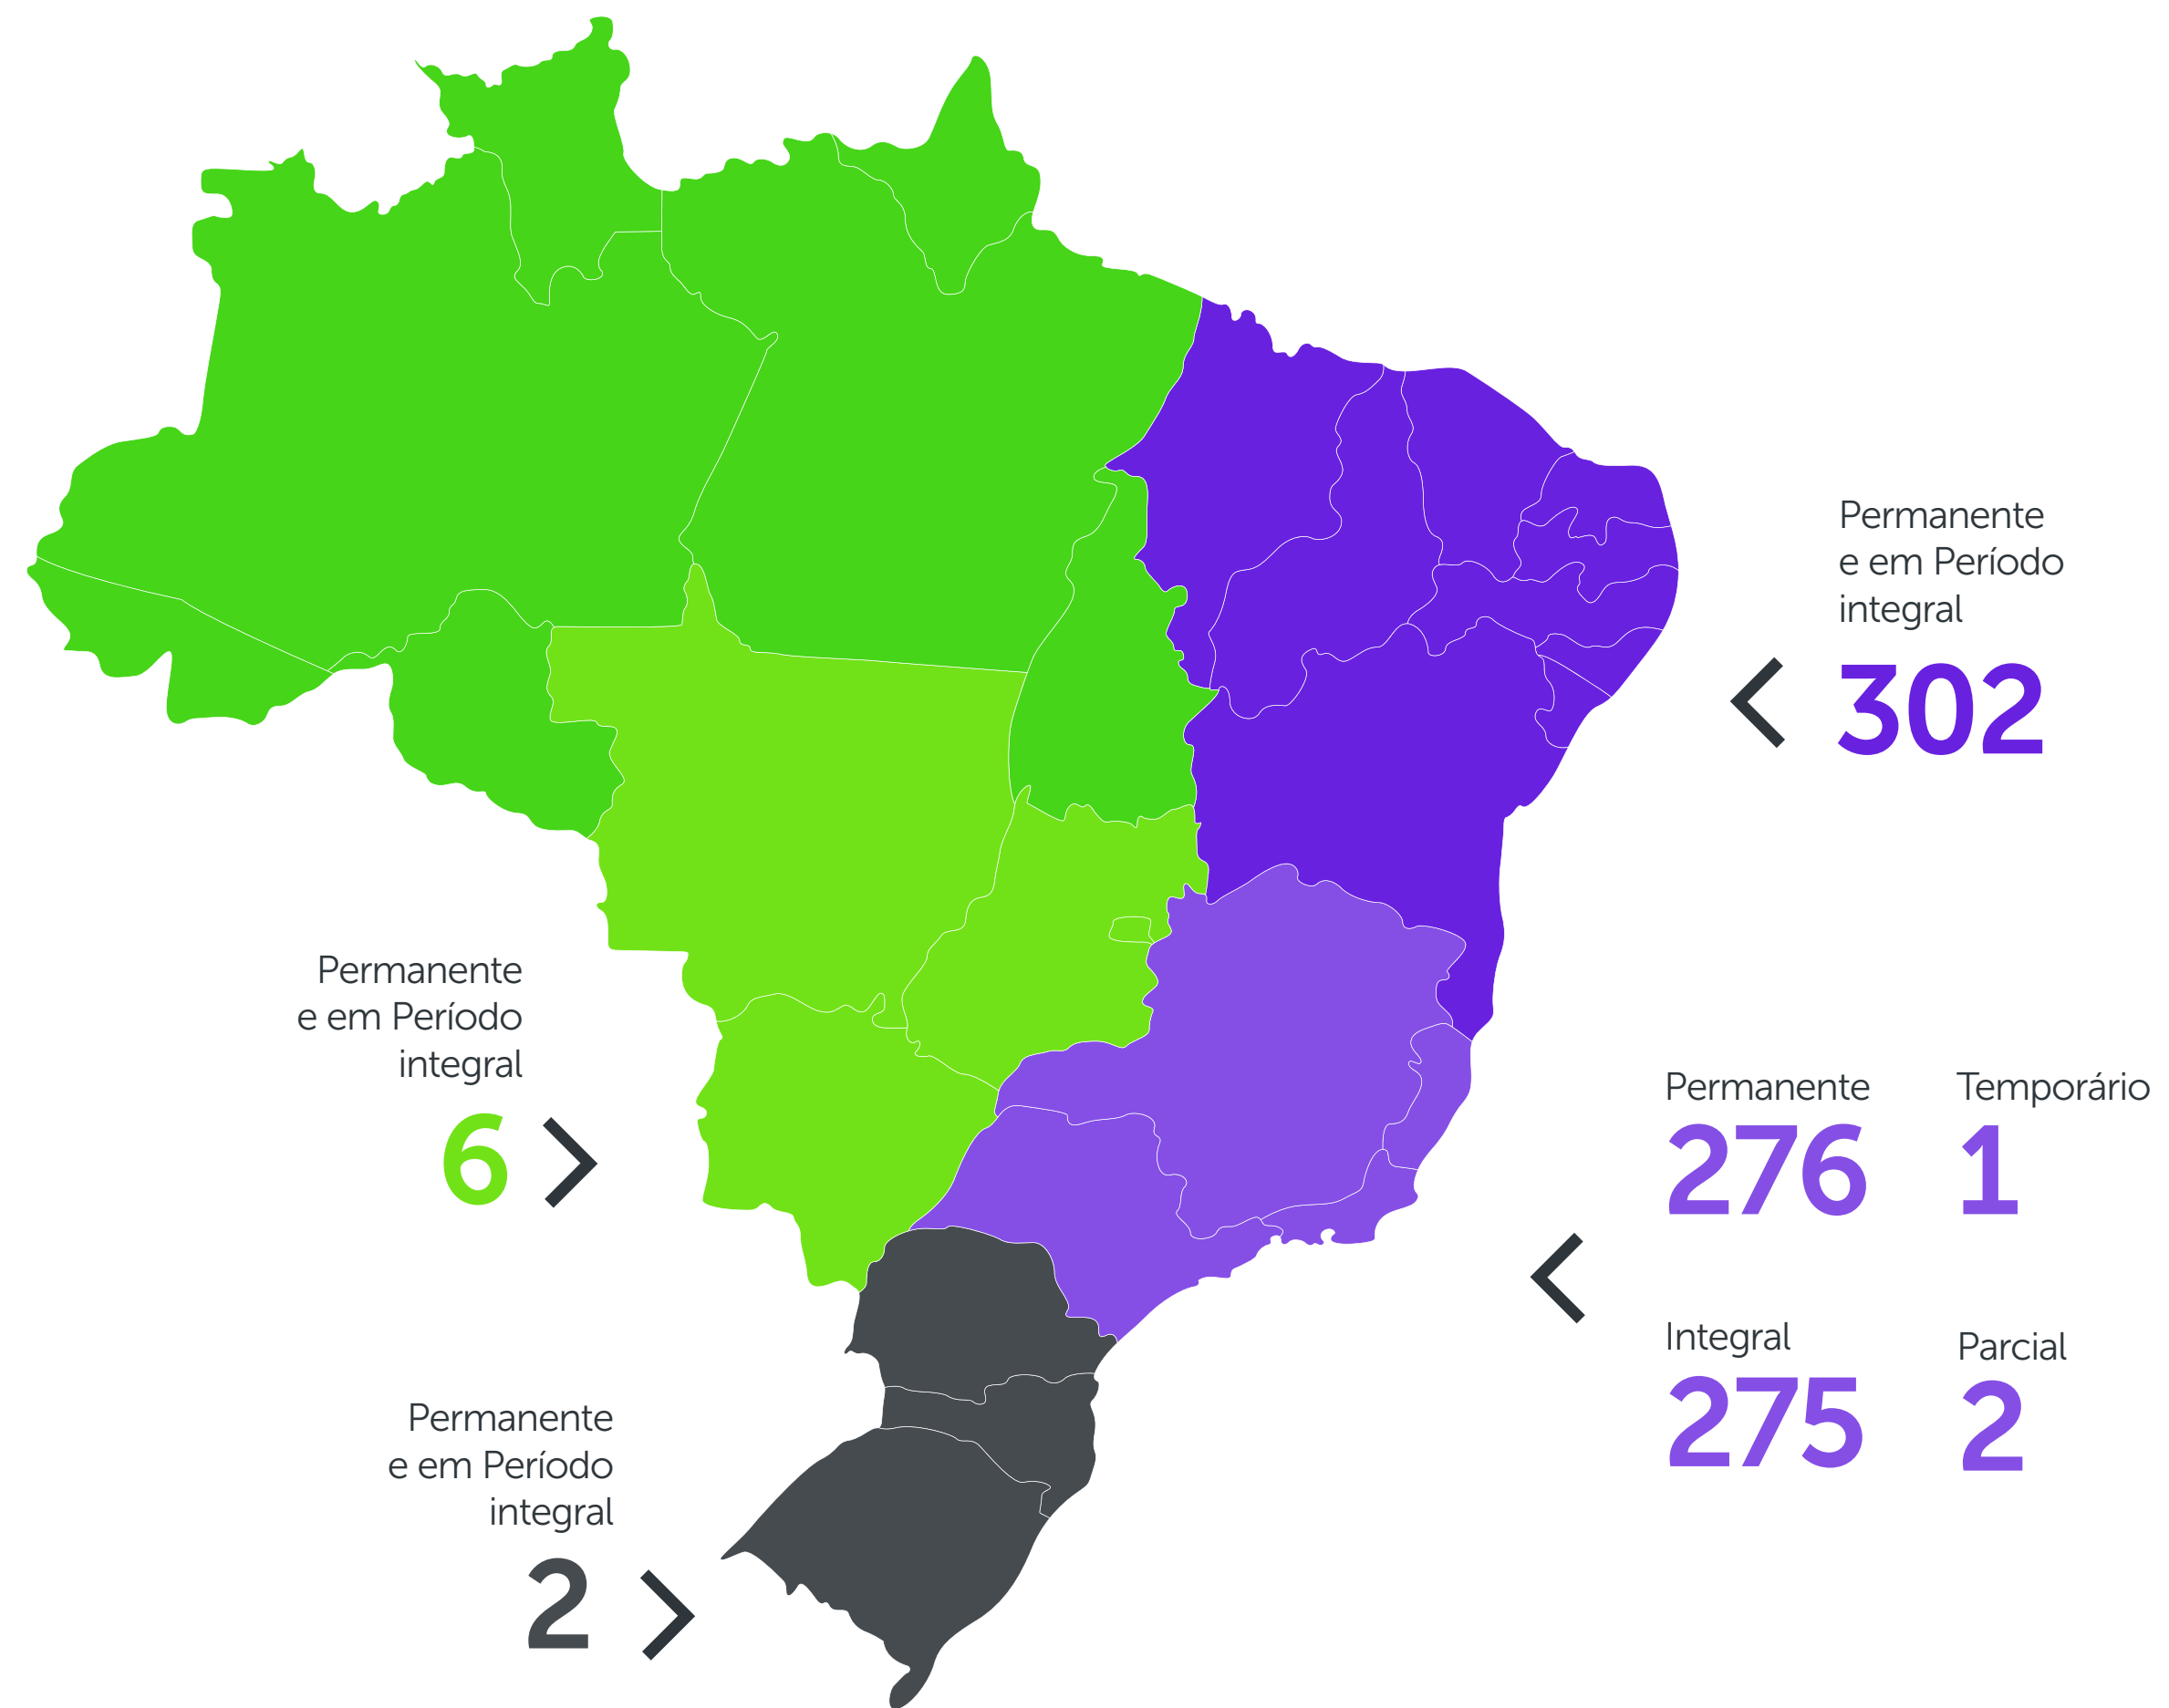 Permanente
e em Período
integral
302
Permanente
e em Período
integral
6
Permanente
276
Temporário
1
Integral
275
Parcial
2
Permanente
e em Período
integral
2